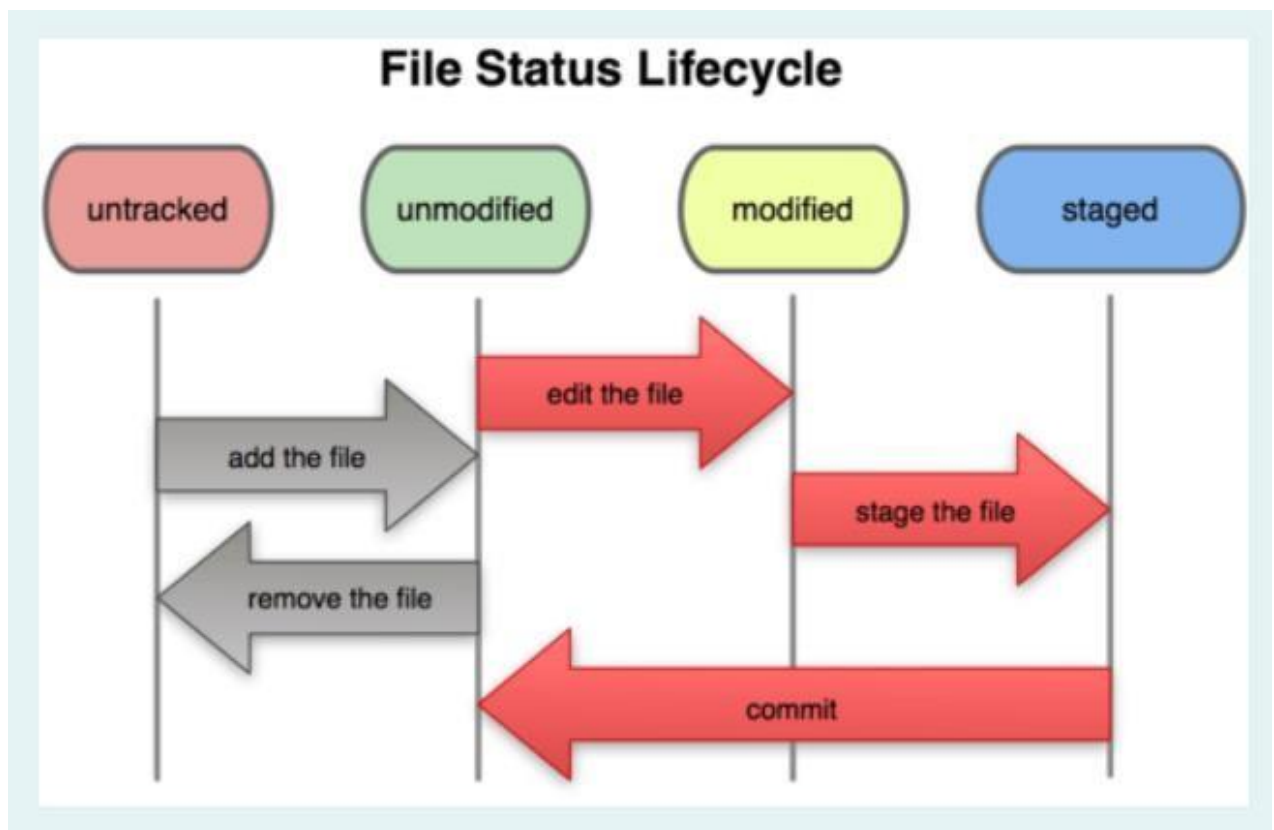 File Status Lifecycle
untracked
unmodified
modified
staged
edit the file
add the file
stage the file
remove the file
commit